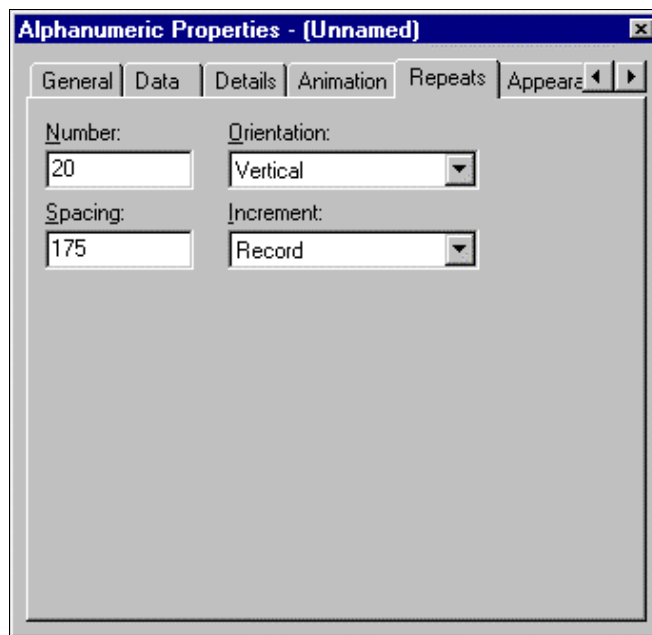 Alphanumeric Properties - (Unnamed)
General Data Details Animation Repeats Appeara
Number: Orientation:
20 Vertical
Spacing: Increment:
175 Record